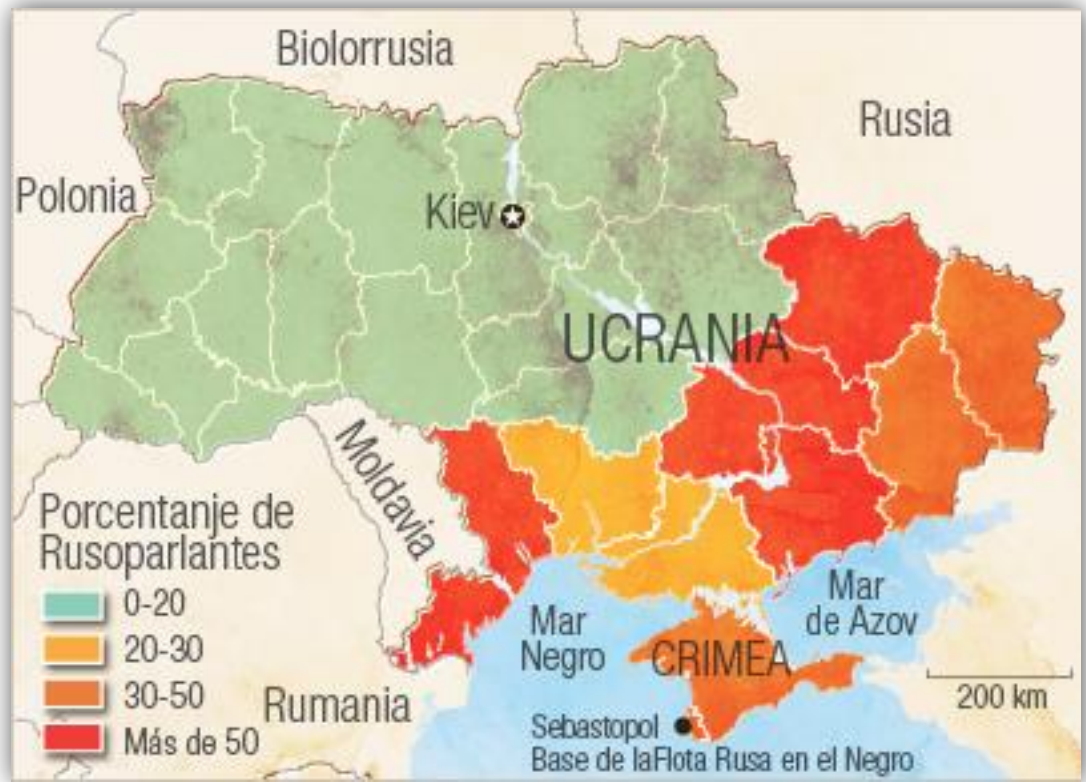 Biolorrusia
Rusia
Polonia
Kiev
UCRANIA
Moldavia
Porcentanje de
Rusoparlantes
0-20
20-30
30-50
Más de 50
Rumania
Mar
Negro
Mar
de Azov
CRIMEA
200 km
Sebastopol
Base de laFlota Rusa en el Negro